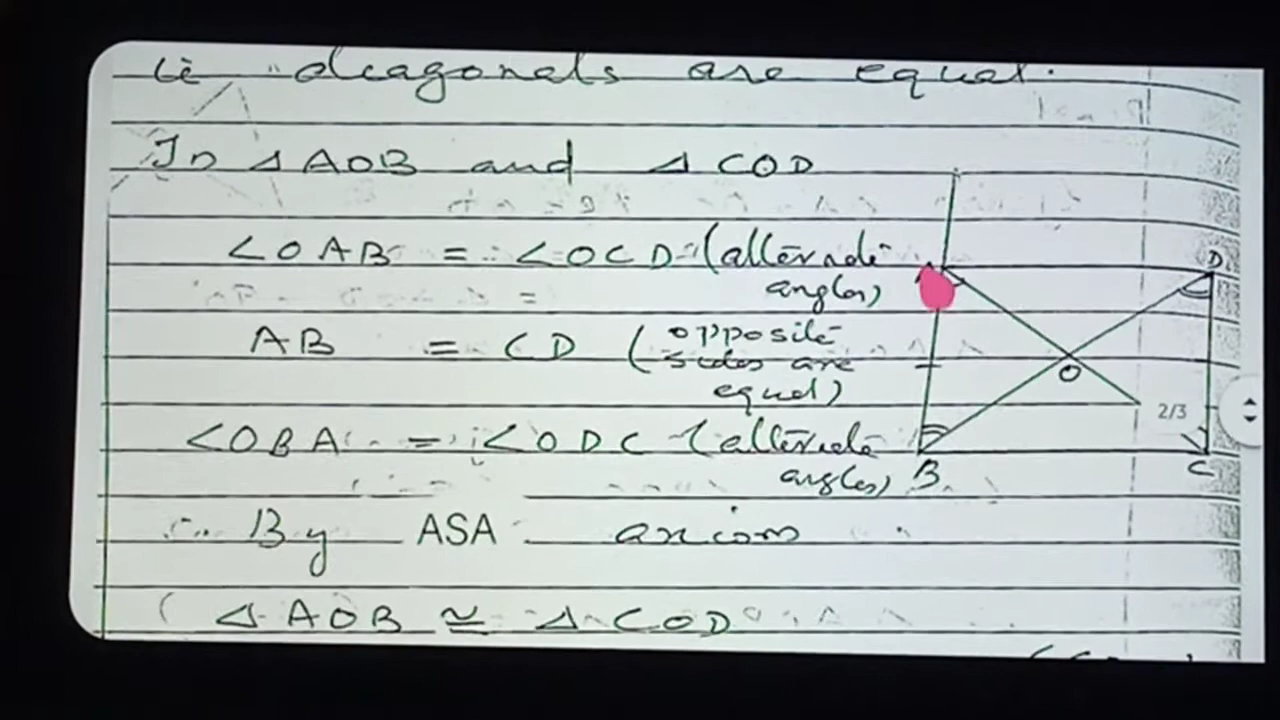 ie diagonals are equal.
In △AOB and △COD
∠OAB = ∠OCD (alternate
angles)
AB = CD (opposite
sides are
equal)
∠OBA = ∠ODC (alternate
angles)
∴ By ASA axiom
△AOB ≅ △COD
D
O
2/3
B
C